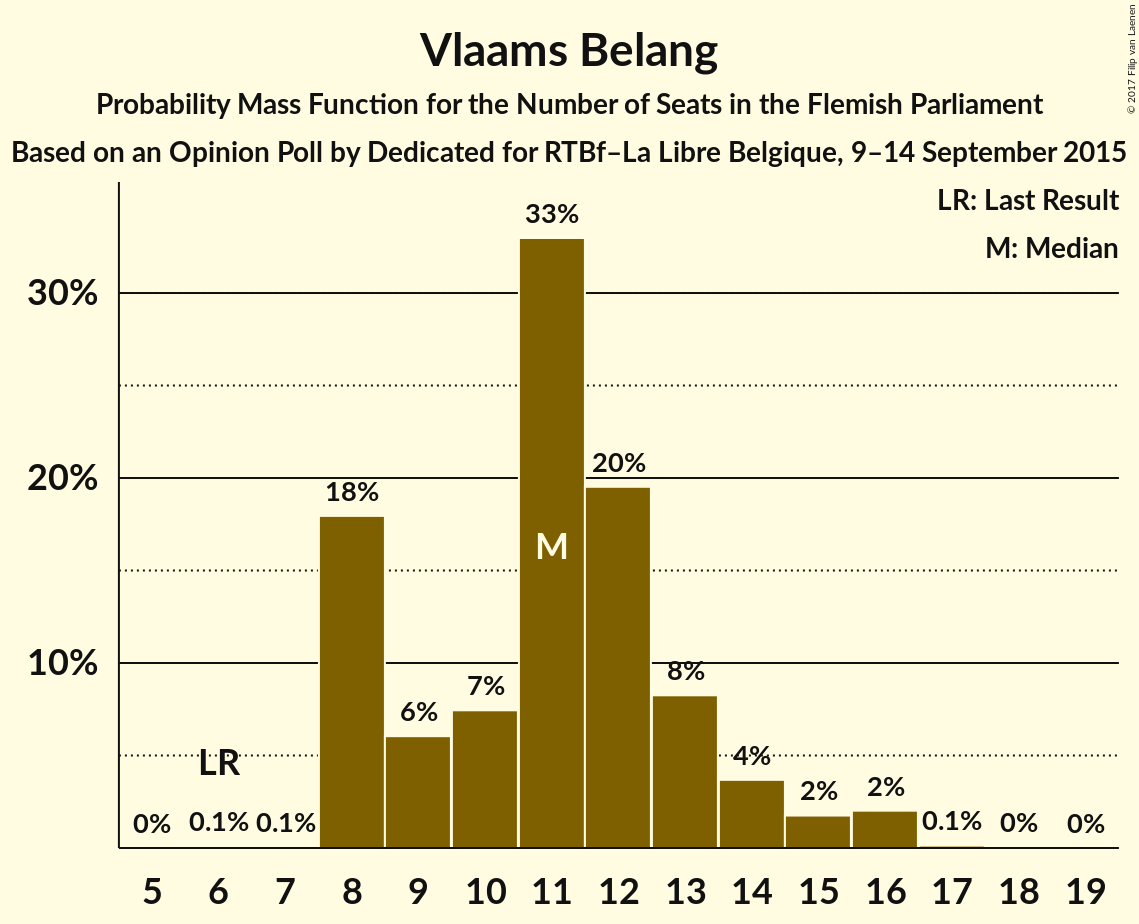 Vlaams Belang
Probability Mass Function for the Number of Seats in the Flemish Parliament
Based on an Opinion Poll by Dedicated for RTBf–La Libre Belgique, 9–14 September 2015
© 2017 Filip van Laenen
LR: Last Result
M: Median
30%
20%
10%
0%
0.1%
0.1%
18%
6%
7%
33%
20%
8%
4%
2%
2%
0.1%
0%
0%
LR
M
5 6 7 8 9 10 11 12 13 14 15 16 17 18 19